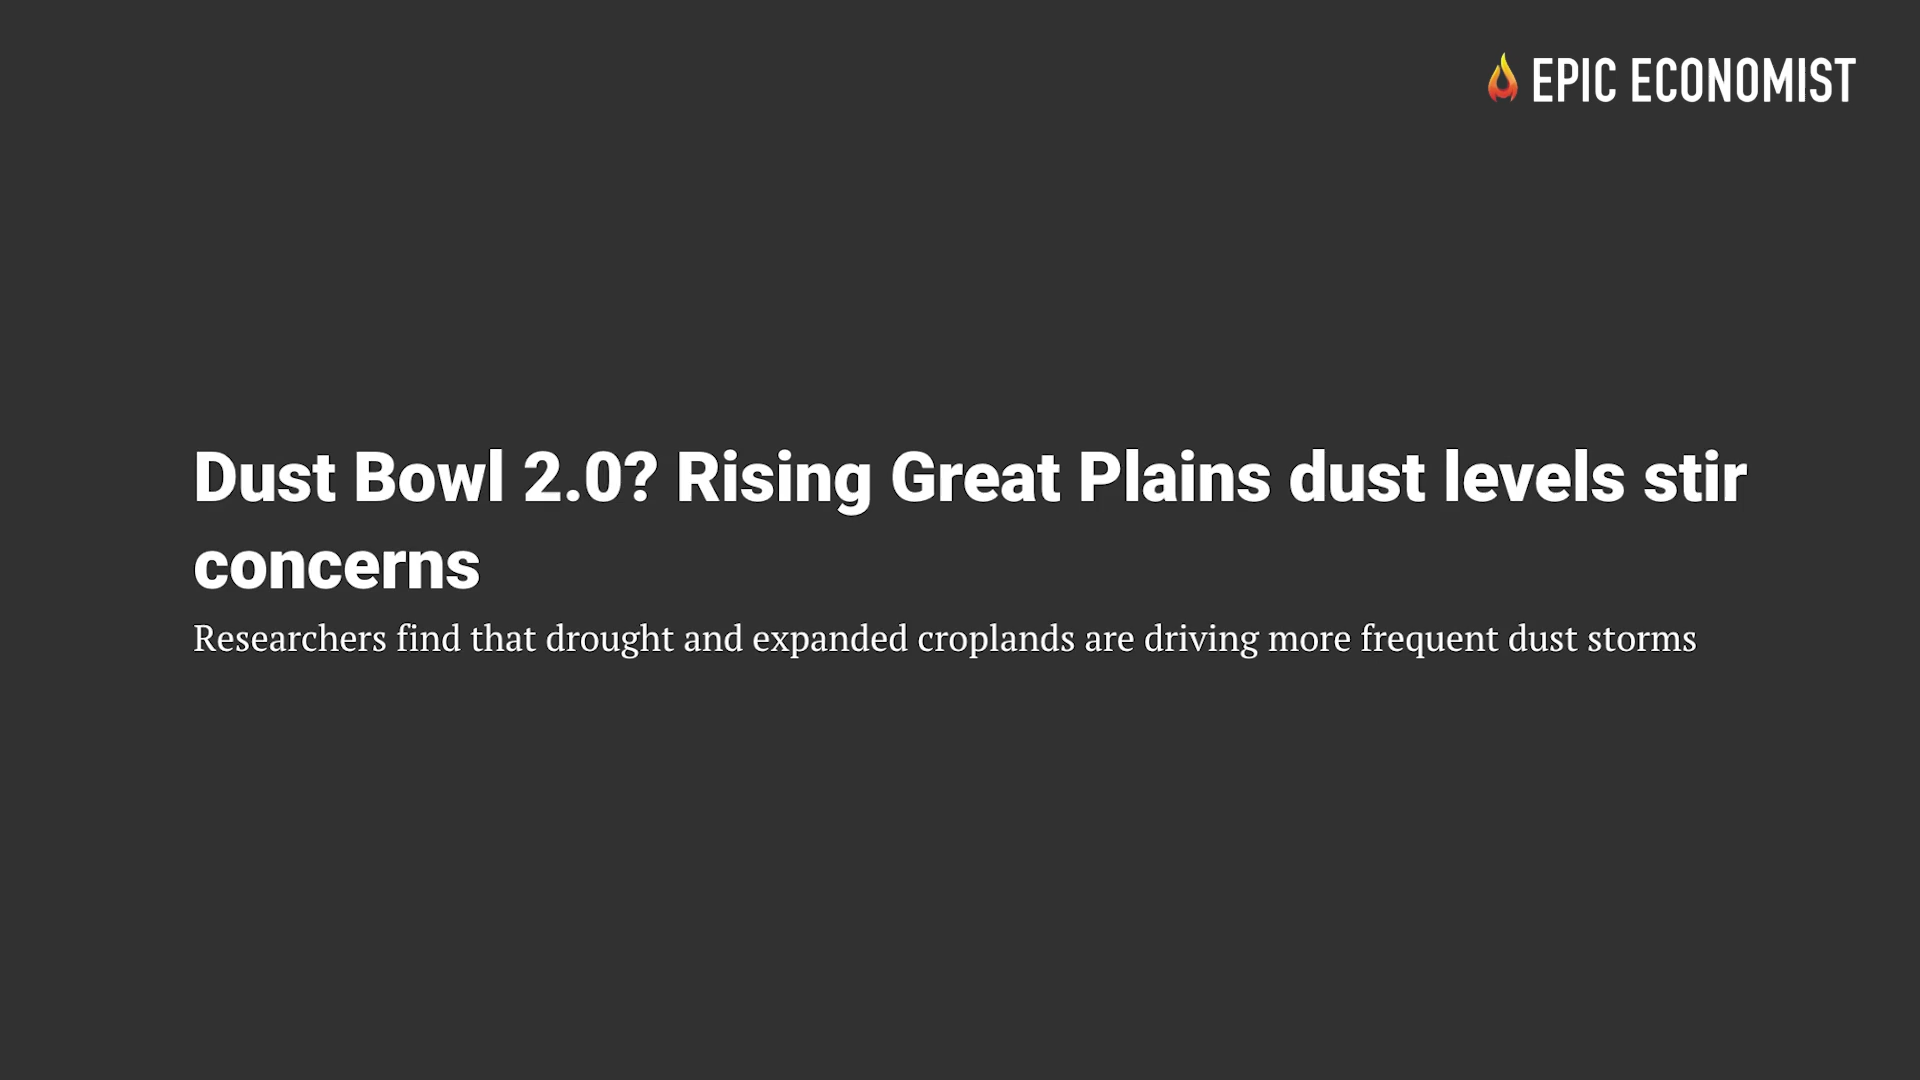 EPIC ECONOMIST
Dust Bowl 2.0? Rising Great Plains dust levels stir
concerns
Researchers find that drought and expanded croplands are driving more frequent dust storms